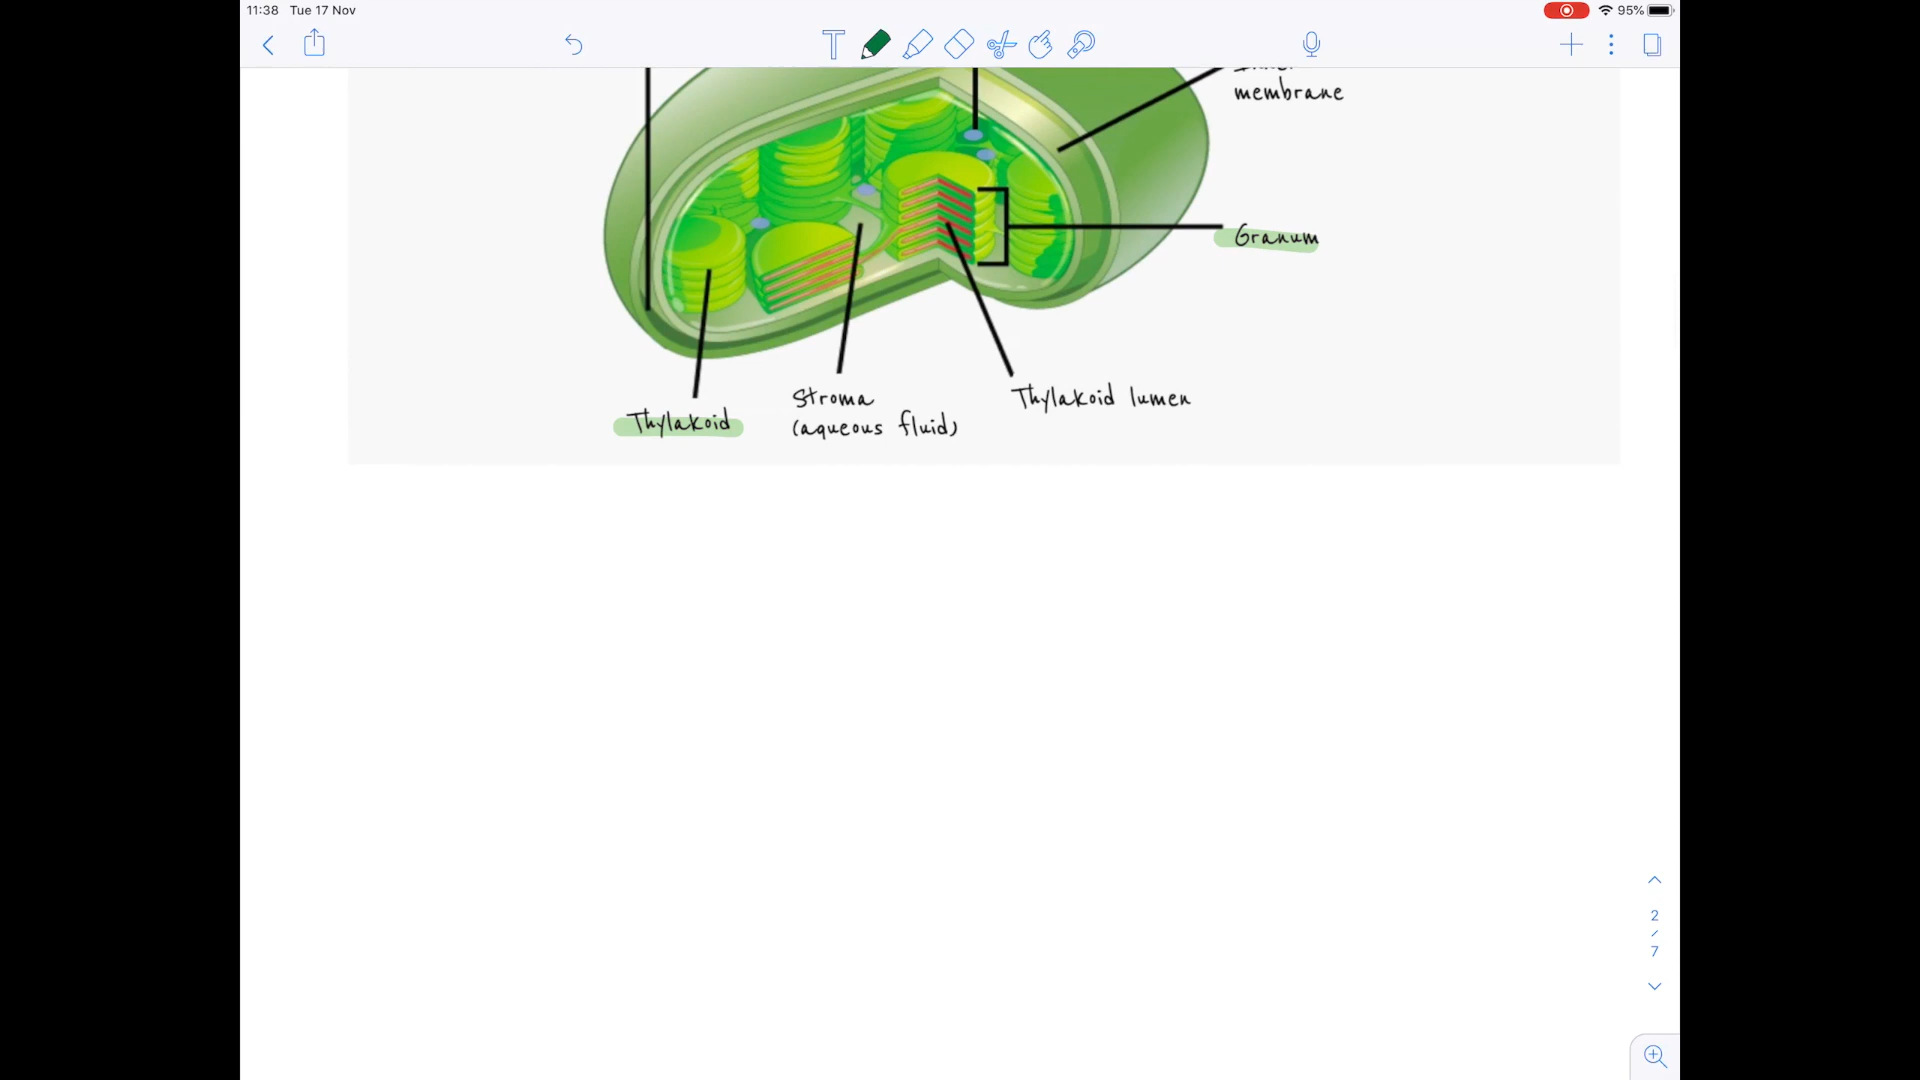 11:38 Tue 17 Nov
95%
T
membrane
Granum
Thylakoid
Stroma
(aqueous fluid)
Thylakoid lumen
2
/
7